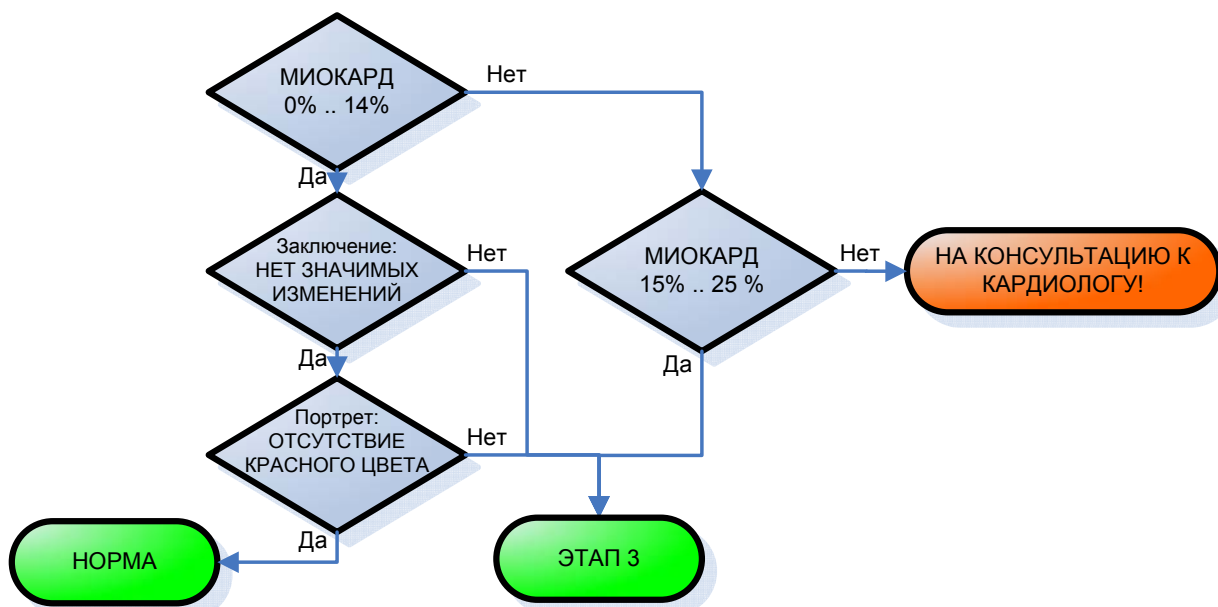 МИОКАРД
0% .. 14%
Нет
Да
Заключение:
НЕТ ЗНАЧИМЫХ
ИЗМЕНЕНИЙ
Нет
Да
МИОКАРД
15% .. 25 %
Нет
Да
НА КОНСУЛЬТАЦИЮ К
КАРДИОЛОГУ!
Портрет:
ОТСУТСТВИЕ
КРАСНОГО ЦВЕТА
Нет
Да
НОРМА
ЭТАП 3